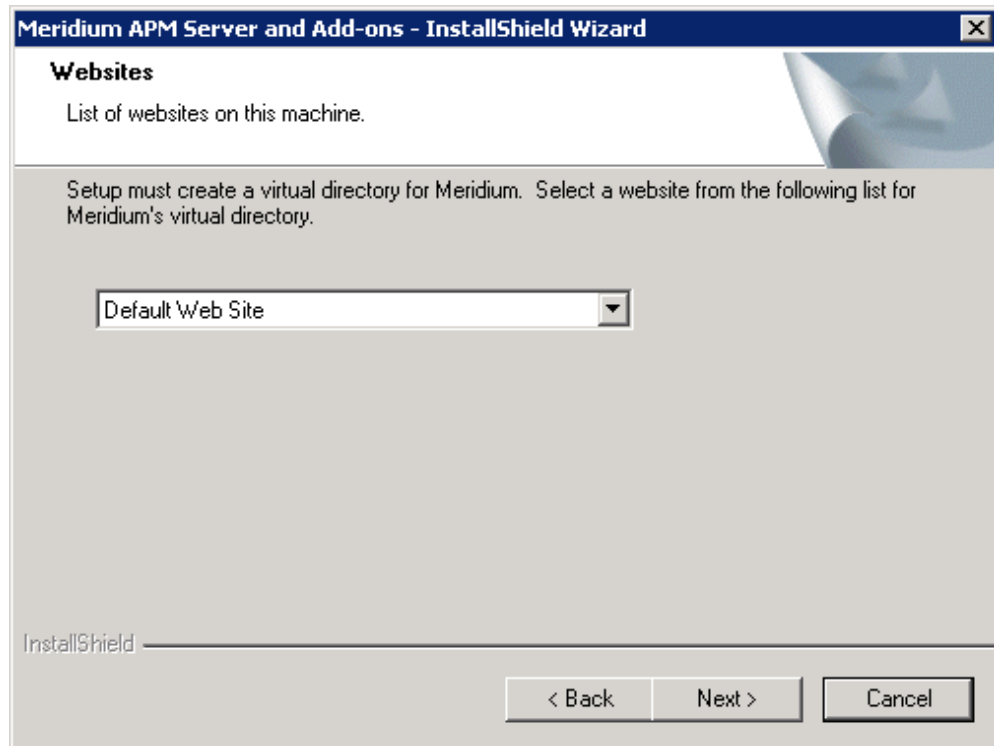 Meridium APM Server and Add-ons - InstallShield Wizard
Websites
List of websites on this machine.
Setup must create a virtual directory for Meridium.  Select a website from the following list for
Meridium's virtual directory.
Default Web Site
InstallShield
< Back
Next >
Cancel